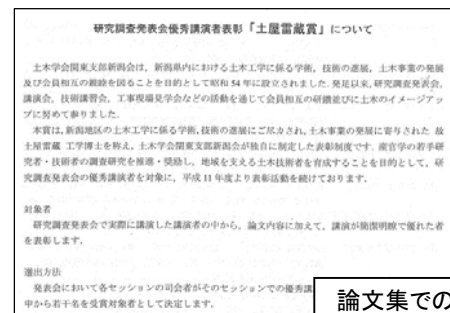 研究調査発表会優秀講演者表彰「土屋雷蔵賞」について
土木学会関東支部新潟会は、新潟県内における土木工学に係る学術，技術の進展，土木事業の発展
及び会員相互の親睦を図ることを目的として昭和 54 年に設立されました。発足以来，研究調査発表会，
講演会，技術講習会，工事現場見学会などの活動を通じて会員相互の研鑽並びに土木のイメージアッ
プに努めて参りました。
本賞は，新潟地区の土木工学に係る学術，技術の進展にご尽力され，土木事業の発展に寄与された 故
土屋雷蔵 工学博士を称え，土木学会関東支部新潟会が独自に制定した表彰制度です。産官学の若手研
究者・技術者の調査研究を推進・奨励し，地域を支える土木技術者を育成することを目的として，研
究調査発表会の優秀講演者を対象に，平成 11 年度より表彰活動を続けております。
対象者
研究調査発表会で実際に講演した講演者の中から，論文内容に加えて，講演が簡潔明瞭で優れた者
を表彰します。
選出方法
発表会において各セッションの司会者がそのセッションでの優秀講
中から若干名を受賞対象者として決定します。
論文集での